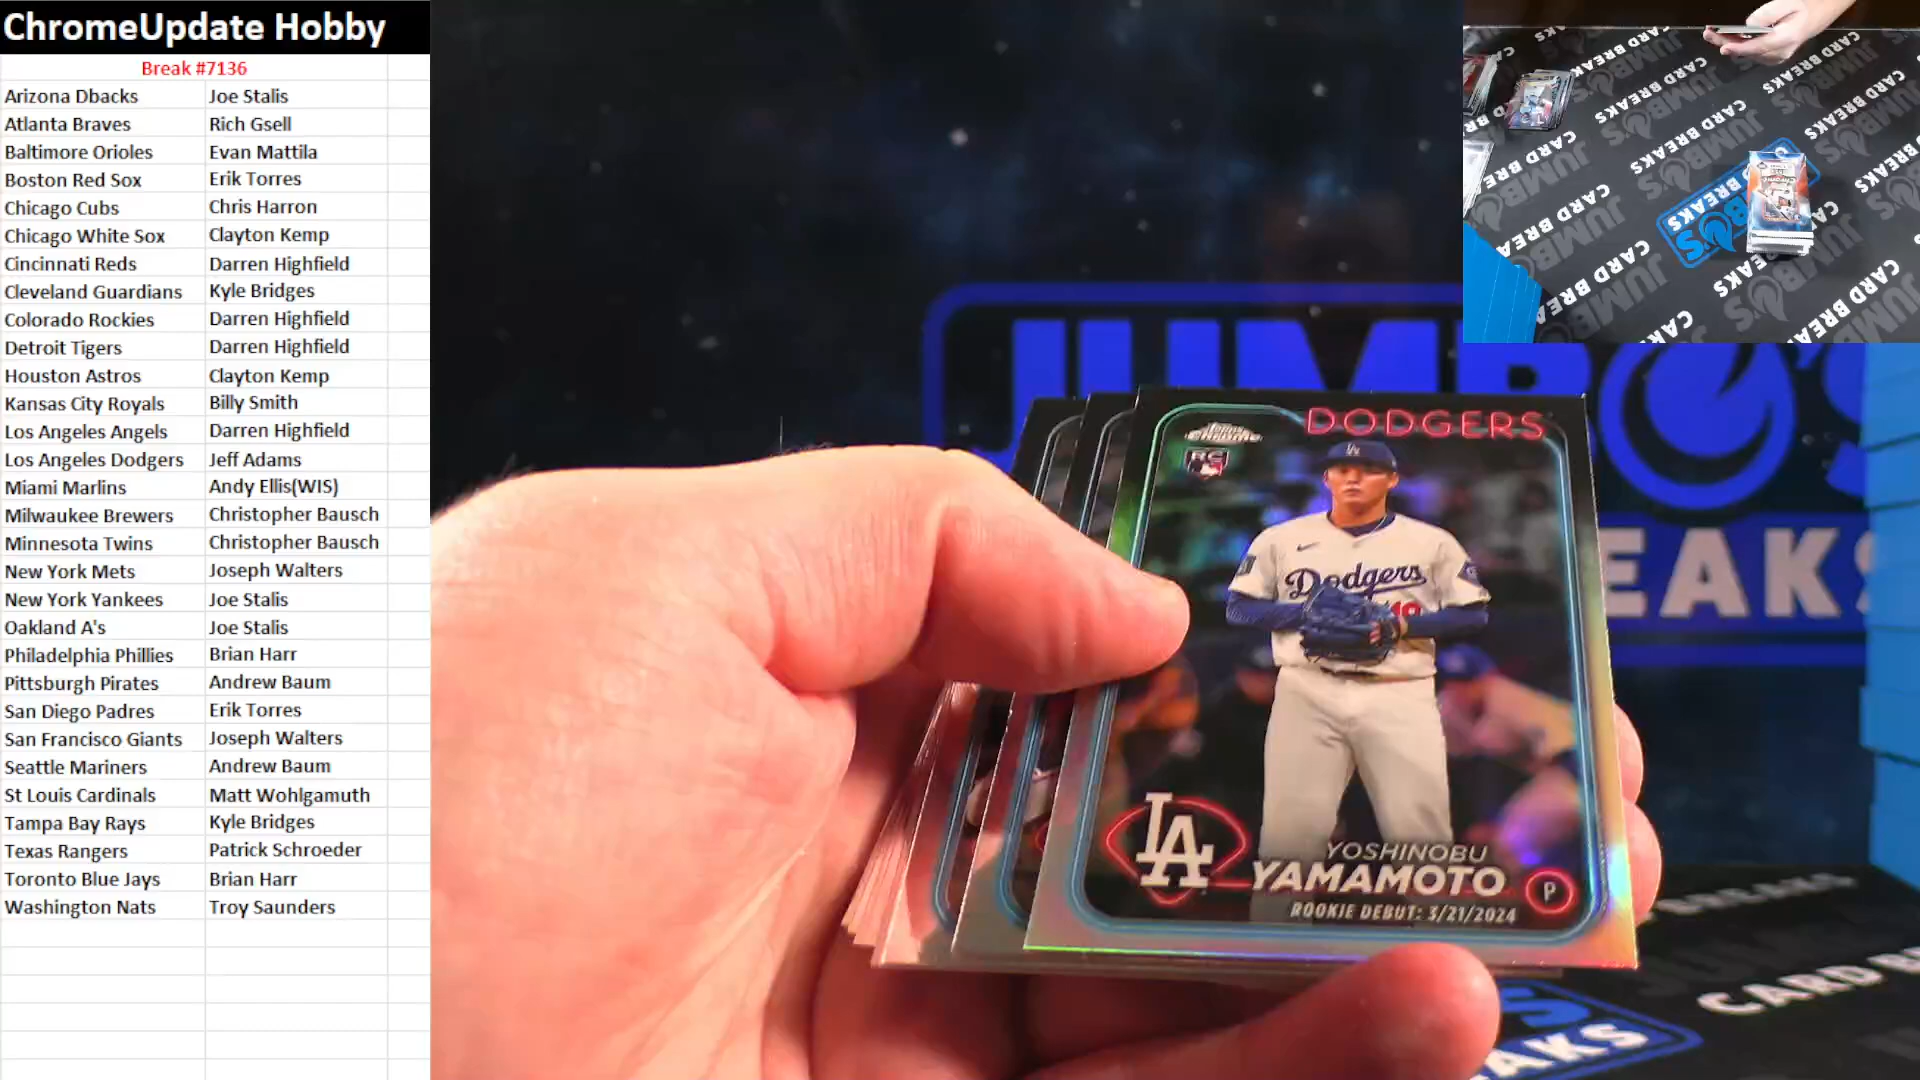 ChromeUpdate Hobby
Break #7136
Arizona Dbacks Joe Stalis
Atlanta Braves Rich Gsell
Baltimore Orioles Evan Mattila
Boston Red Sox Erik Torres
Chicago Cubs Chris Harron
Chicago White Sox Clayton Kemp
Cincinnati Reds Darren Highfield
Cleveland Guardians Kyle Bridges
Colorado Rockies Darren Highfield
Detroit Tigers Darren Highfield
Houston Astros Clayton Kemp
Kansas City Royals Billy Smith
Los Angeles Angels Darren Highfield
Los Angeles Dodgers Jeff Adams
Miami Marlins Andy Ellis(WIS)
Milwaukee Brewers Christopher Bausch
Minnesota Twins Christopher Bausch
New York Mets Joseph Walters
New York Yankees Joe Stalis
Oakland A's Joe Stalis
Philadelphia Phillies Brian Harr
Pittsburgh Pirates Andrew Baum
San Diego Padres Erik Torres
San Francisco Giants Joseph Walters
Seattle Mariners Andrew Baum
St Louis Cardinals Matt Wohlgamuth
Tampa Bay Rays Kyle Bridges
Texas Rangers Patrick Schroeder
Toronto Blue Jays Brian Harr
Washington Nats Troy Saunders
DODGERS
Topps Chrome
RC
LA
Dodgers
LA
YOSHINOBU
YAMAMOTO
P
ROOKIE DEBUT: 3/21/2024
CARD BREAKS
JUMBO'S